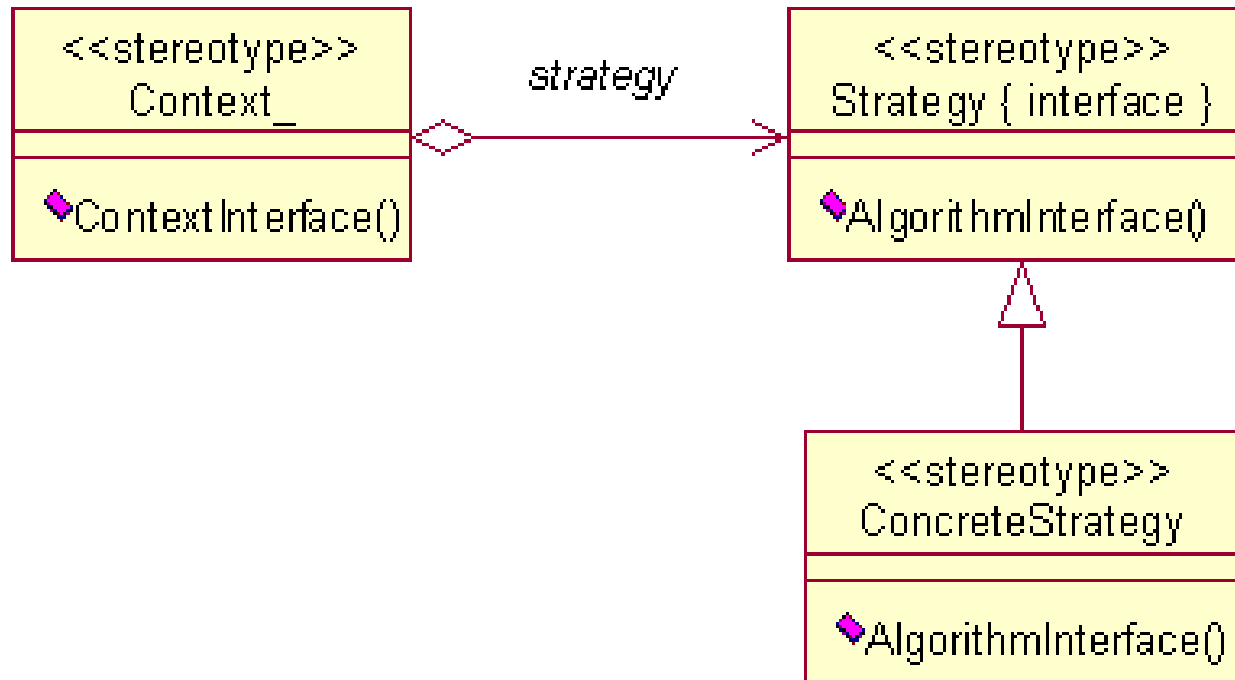 <<stereotype>>
Context_
ContextInterface()
strategy
<<stereotype>>
Strategy { interface }
AlgorithmInterface()
<<stereotype>>
ConcreteStrategy
AlgorithmInterface()